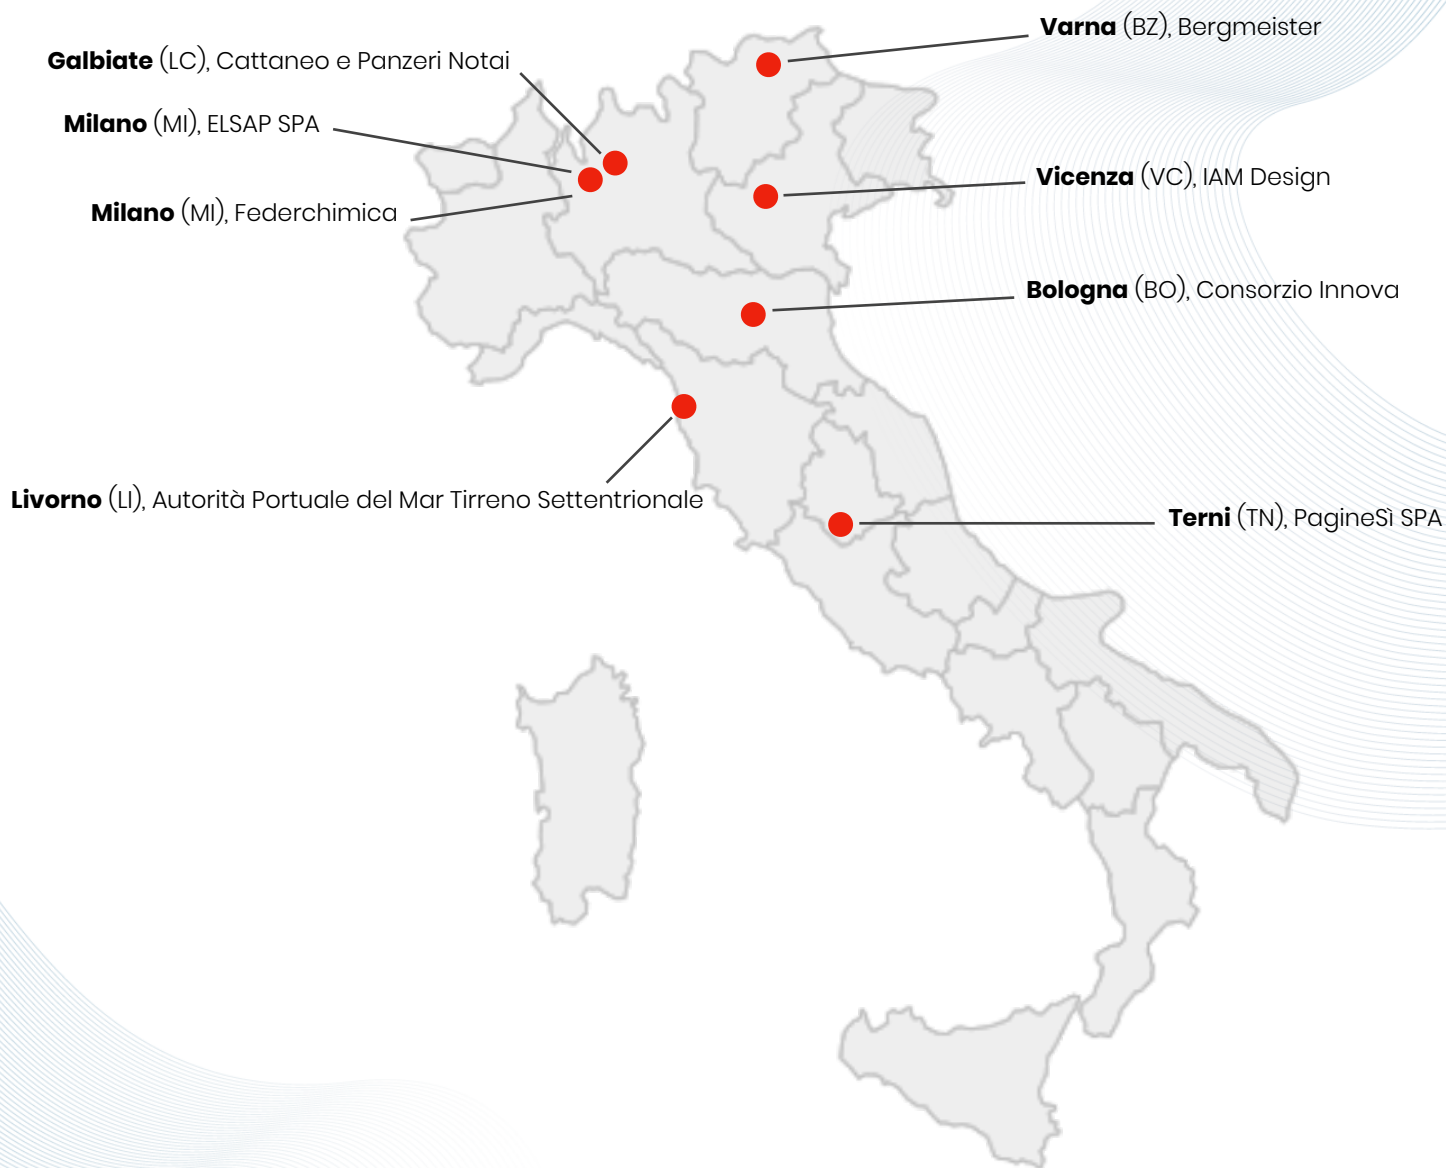 Varna (BZ), Bergmeister
Galbiate (LC), Cattaneo e Panzeri Notai
Milano (MI), ELSAP SPA
Vicenza (VC), IAM Design
Milano (MI), Federchimica
Bologna (BO), Consorzio Innova
Livorno (LI), Autorità Portuale del Mar Tirreno Settentrionale
Terni (TN), PagineSì SPA